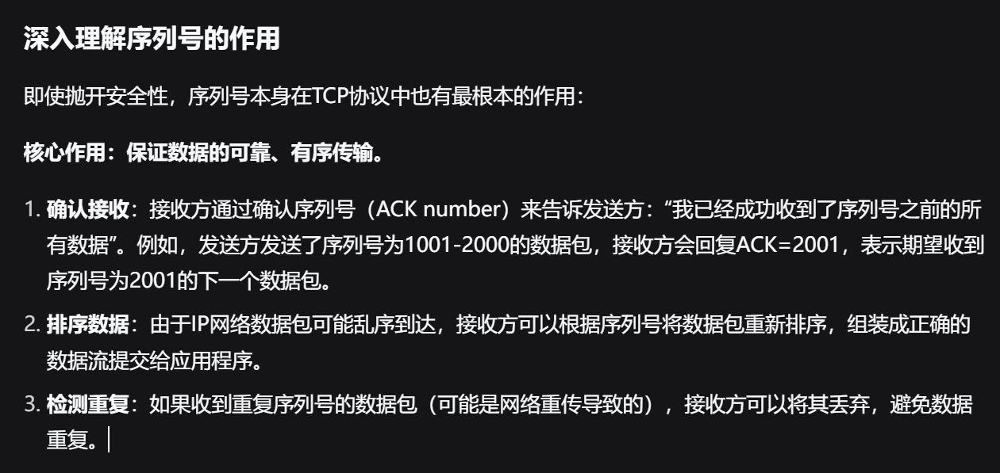 深入理解序列号的作用
即使抛开安全性，序列号本身在TCP协议中也有最根本的作用：
核心作用：保证数据的可靠、有序传输。
1. 确认接收：接收方通过确认序列号（ACK number）来告诉发送方：“我已经成功收到了序列号之前的所
有数据”。例如，发送方发送了序列号为1001-2000的数据包，接收方会回复ACK=2001，表示期望收到
序列号为2001的下一个数据包。
2. 排序数据：由于IP网络数据包可能乱序到达，接收方可以根据序列号将数据包重新排序，组装成正确的
数据流提交给应用程序。
3. 检测重复：如果收到重复序列号的数据包（可能是网络重传导致的），接收方可以将其丢弃，避免数据
重复。